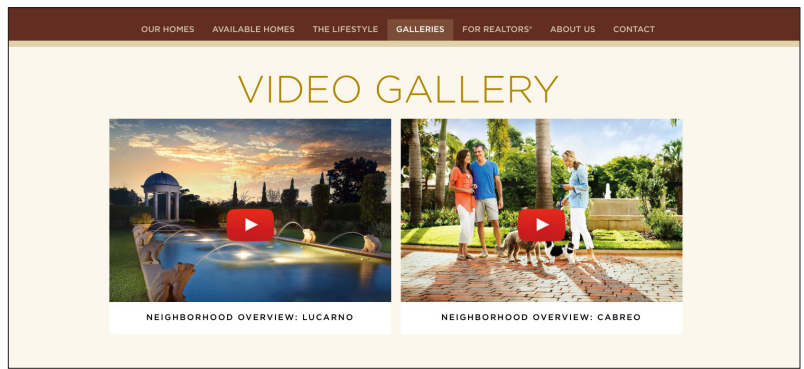 OUR HOMES AVAILABLE HOMES THE LIFESTYLE GALLERIES FOR REALTORS® ABOUT US CONTACT
VIDEO GALLERY
NEIGHBORHOOD OVERVIEW: LUCARNO
NEIGHBORHOOD OVERVIEW: CABREO